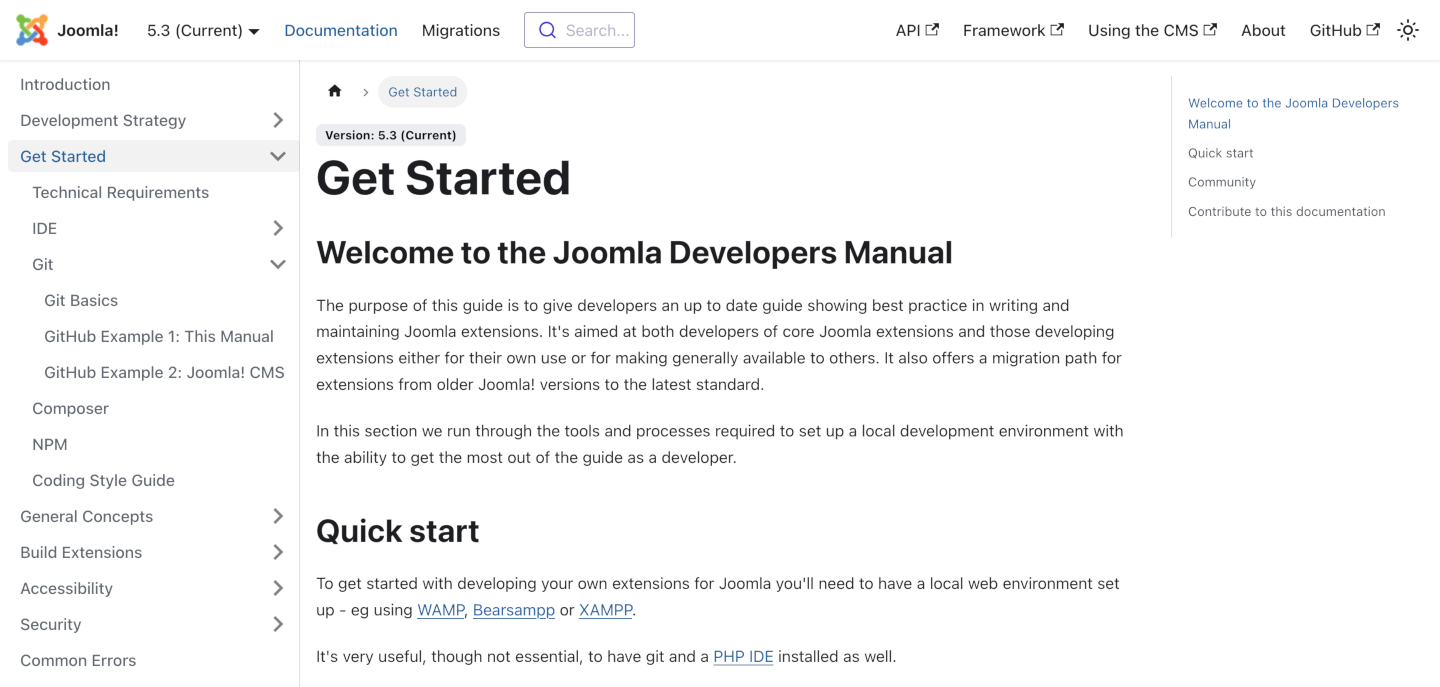 Joomla!
5.3 (Current)
Documentation
Migrations
Search...
API
Framework
Using the CMS
About
GitHub
Introduction
Development Strategy
Get Started
Technical Requirements
IDE
Git
Git Basics
GitHub Example 1: This Manual
GitHub Example 2: Joomla! CMS
Composer
NPM
Coding Style Guide
General Concepts
Build Extensions
Accessibility
Security
Common Errors
Get Started
Version: 5.3 (Current)
Get Started
Welcome to the Joomla Developers Manual
The purpose of this guide is to give developers an up to date guide showing best practice in writing and
maintaining Joomla extensions. It's aimed at both developers of core Joomla extensions and those developing
extensions either for their own use or for making generally available to others. It also offers a migration path for
extensions from older Joomla! versions to the latest standard.
In this section we run through the tools and processes required to set up a local development environment with
the ability to get the most out of the guide as a developer.
Quick start
To get started with developing your own extensions for Joomla you'll need to have a local web environment set
up - eg using WAMP, Bearsampp or XAMPP.
It's very useful, though not essential, to have git and a PHP IDE installed as well.
Welcome to the Joomla Developers
Manual
Quick start
Community
Contribute to this documentation